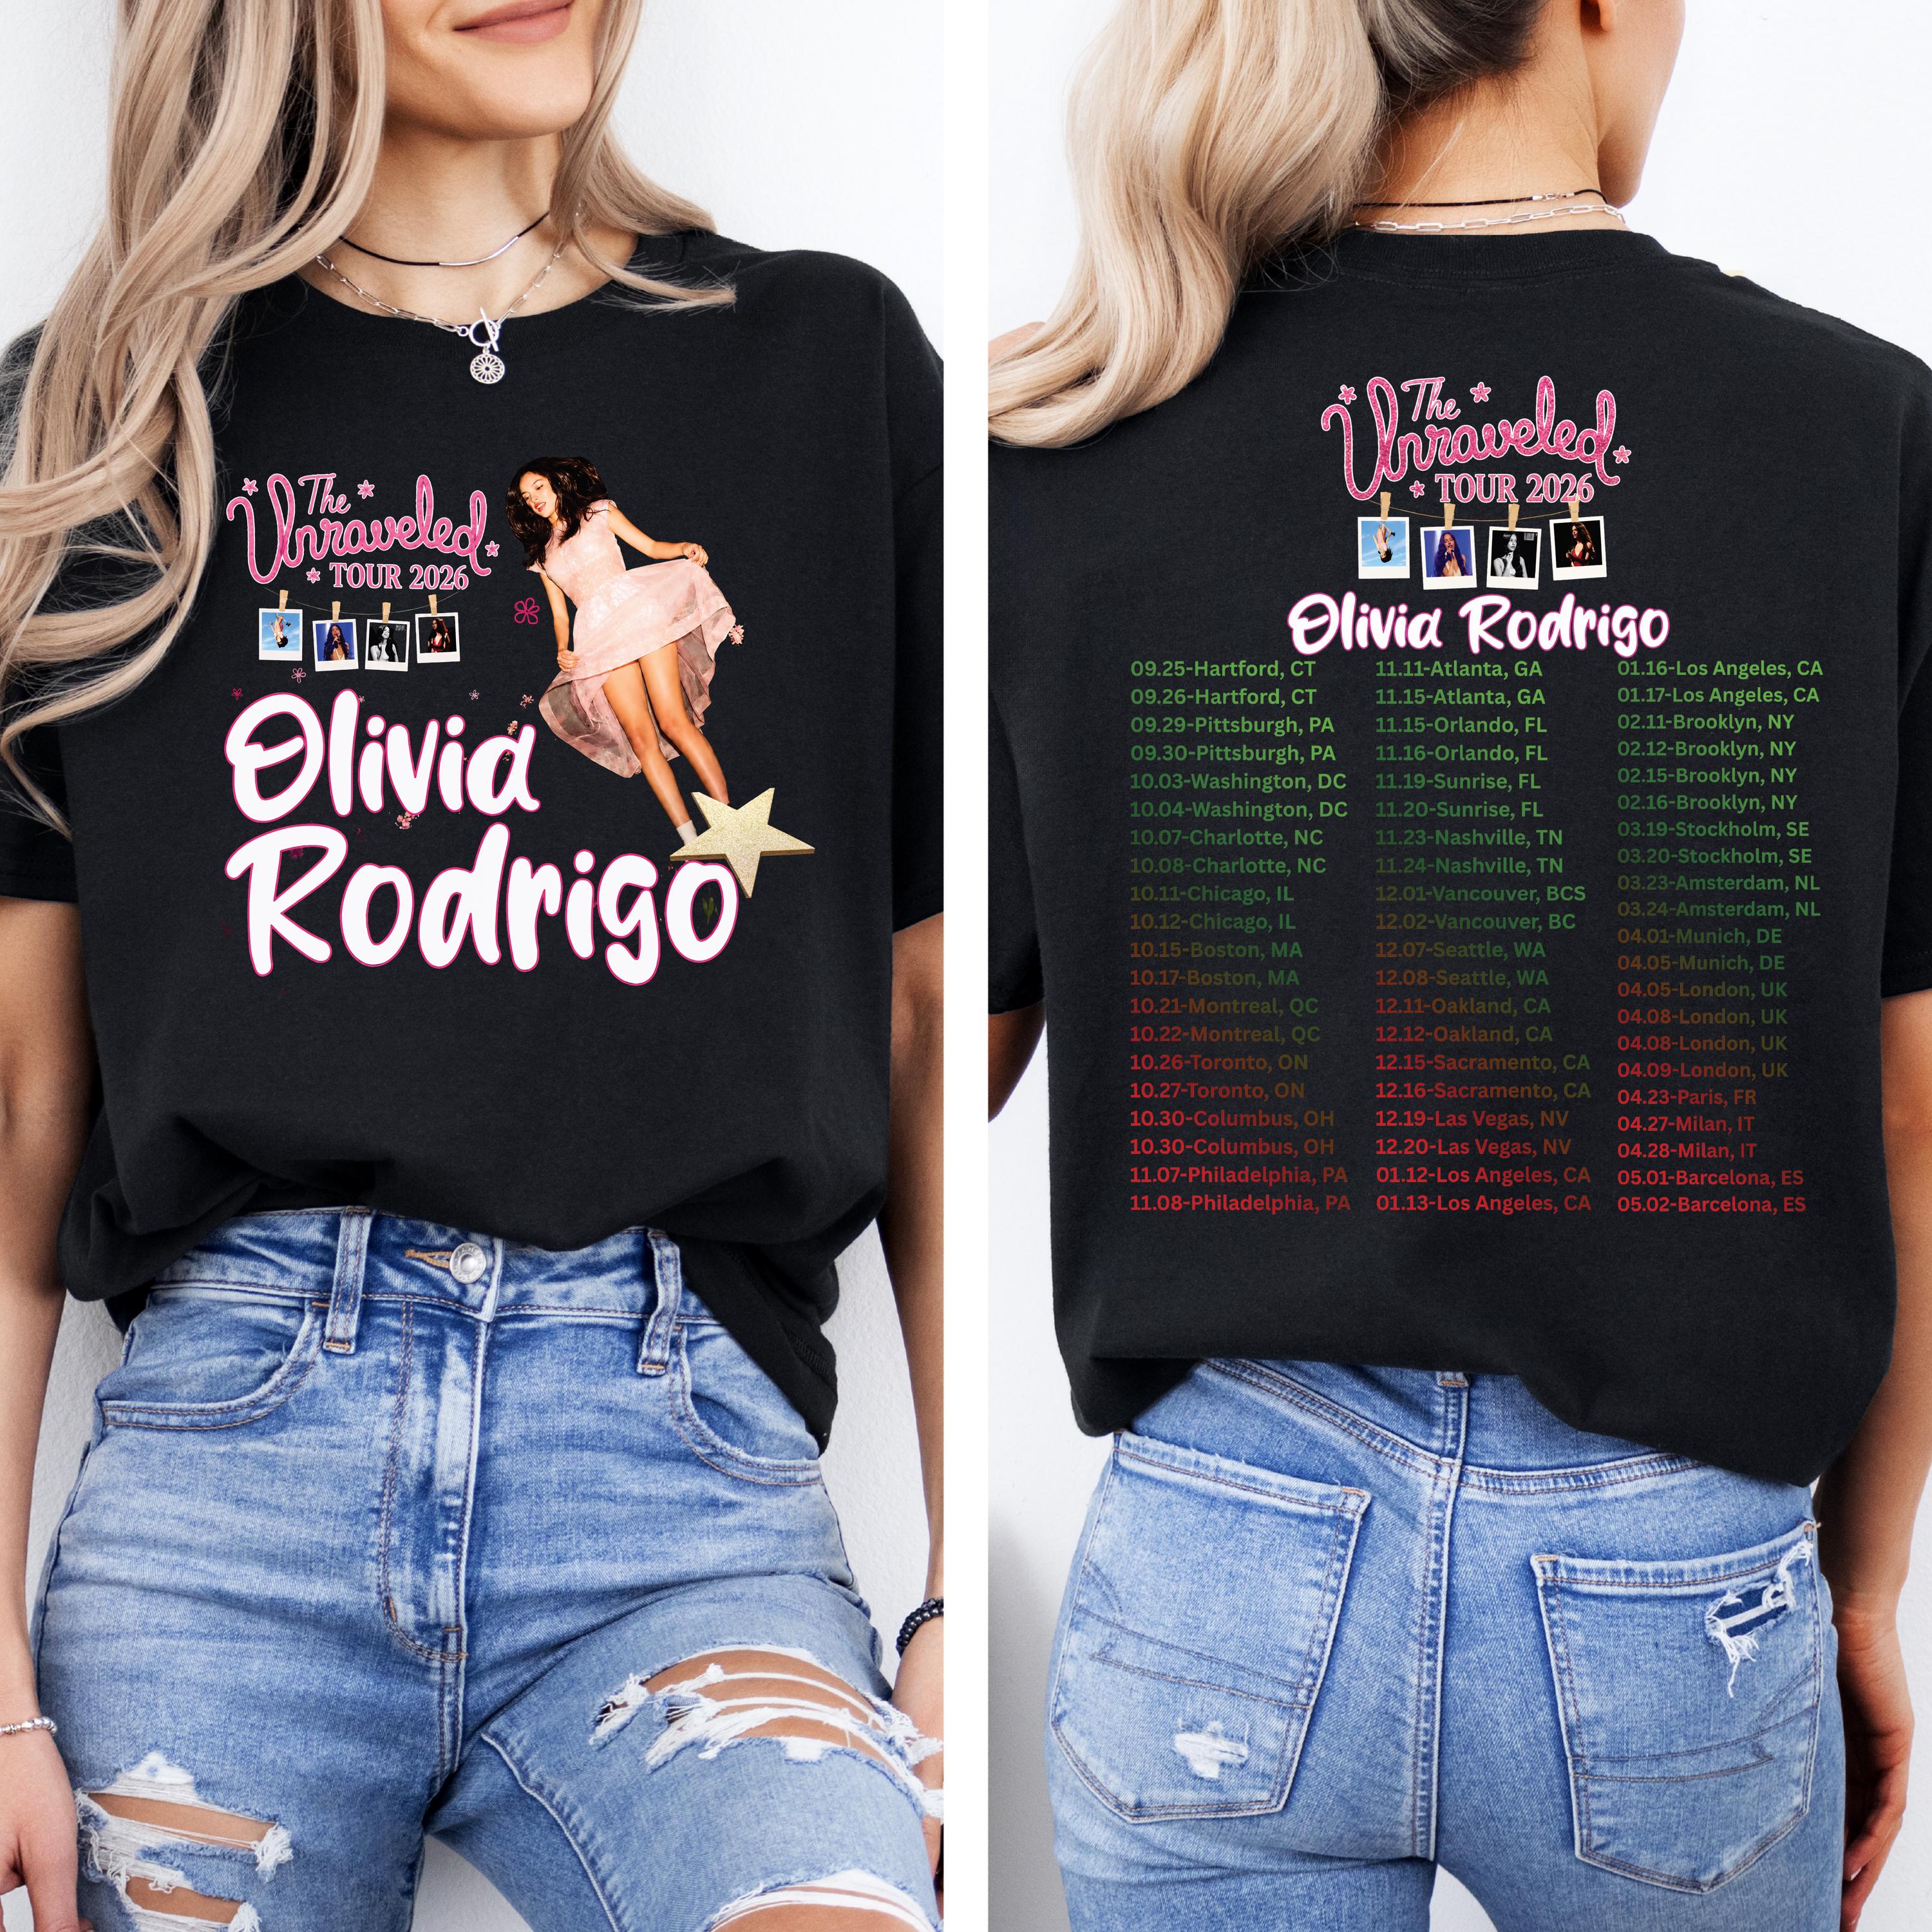 The
Unraveled
TOUR 2026
Olivia
Rodrigo
The
Unraveled
TOUR 2026
Olivia Rodrigo
09.25-Hartford, CT
09.26-Hartford, CT
09.29-Pittsburgh, PA
09.30-Pittsburgh, PA
10.03-Washington, DC
10.04-Washington, DC
10.07-Charlotte, NC
10.08-Charlotte, NC
10.11-Chicago, IL
10.12-Chicago, IL
10.15-Boston, MA
10.17-Boston, MA
10.21-Montreal, QC
10.22-Montreal, QC
10.26-Toronto, ON
10.27-Toronto, ON
10.30-Columbus, OH
10.30-Columbus, OH
11.07-Philadelphia, PA
11.08-Philadelphia, PA
11.11-Atlanta, GA
11.15-Atlanta, GA
11.15-Orlando, FL
11.16-Orlando, FL
11.19-Sunrise, FL
11.20-Sunrise, FL
11.23-Nashville, TN
11.24-Nashville, TN
12.01-Vancouver, BCS
12.02-Vancouver, BC
12.07-Seattle, WA
12.08-Seattle, WA
12.11-Oakland, CA
12.12-Oakland, CA
12.15-Sacramento, CA
12.16-Sacramento, CA
12.19-Las Vegas, NV
12.20-Las Vegas, NV
01.12-Los Angeles, CA
01.13-Los Angeles, CA
01.16-Los Angeles, CA
01.17-Los Angeles, CA
02.11-Brooklyn, NY
02.12-Brooklyn, NY
02.15-Brooklyn, NY
02.16-Brooklyn, NY
03.19-Stockholm, SE
03.20-Stockholm, SE
03.23-Amsterdam, NL
03.24-Amsterdam, NL
04.01-Munich, DE
04.05-Munich, DE
04.05-London, UK
04.08-London, UK
04.08-London, UK
04.09-London, UK
04.23-Paris, FR
04.27-Milan, IT
04.28-Milan, IT
05.01-Barcelona, ES
05.02-Barcelona, ES